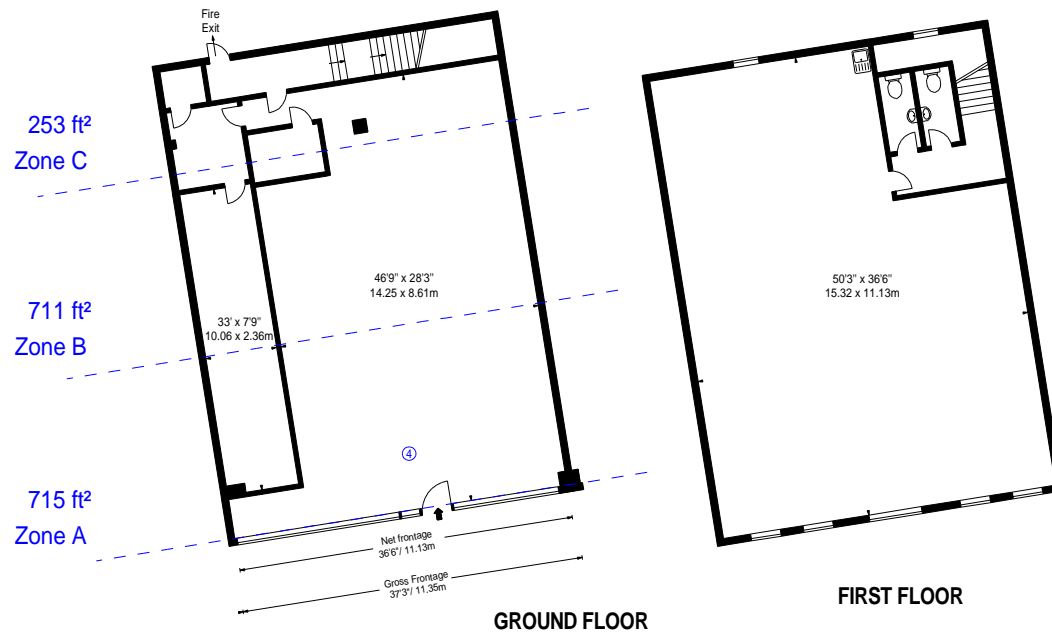 Fire
Exit
253 ft²
Zone C
46'9" x 28'3"
14.25 x 8.61m
711 ft²
Zone B
33' x 7'9"
10.06 x 2.36m
4
715 ft²
Zone A
Net frontage
36'6"/ 11.13m
Gross Frontage
37'3"/ 11.35m
GROUND FLOOR
50'3" x 36'6"
15.32 x 11.13m
FIRST FLOOR